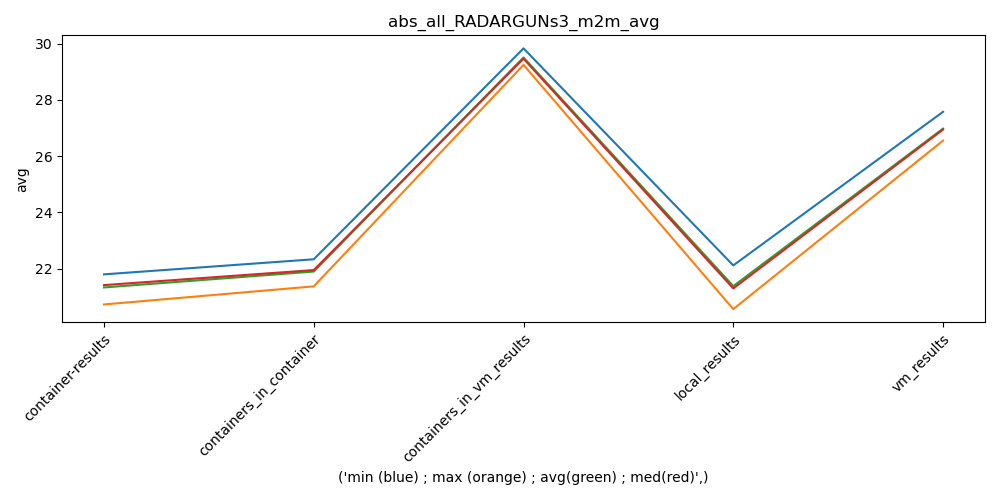 abs_all_RADARGUNs3_m2m_avg
30
28
26
24
22
avg
container-results
containers_in_container
containers_in_vm_results
local_results
vm_results
('min (blue) ; max (orange) ; avg(green) ; med(red)',)